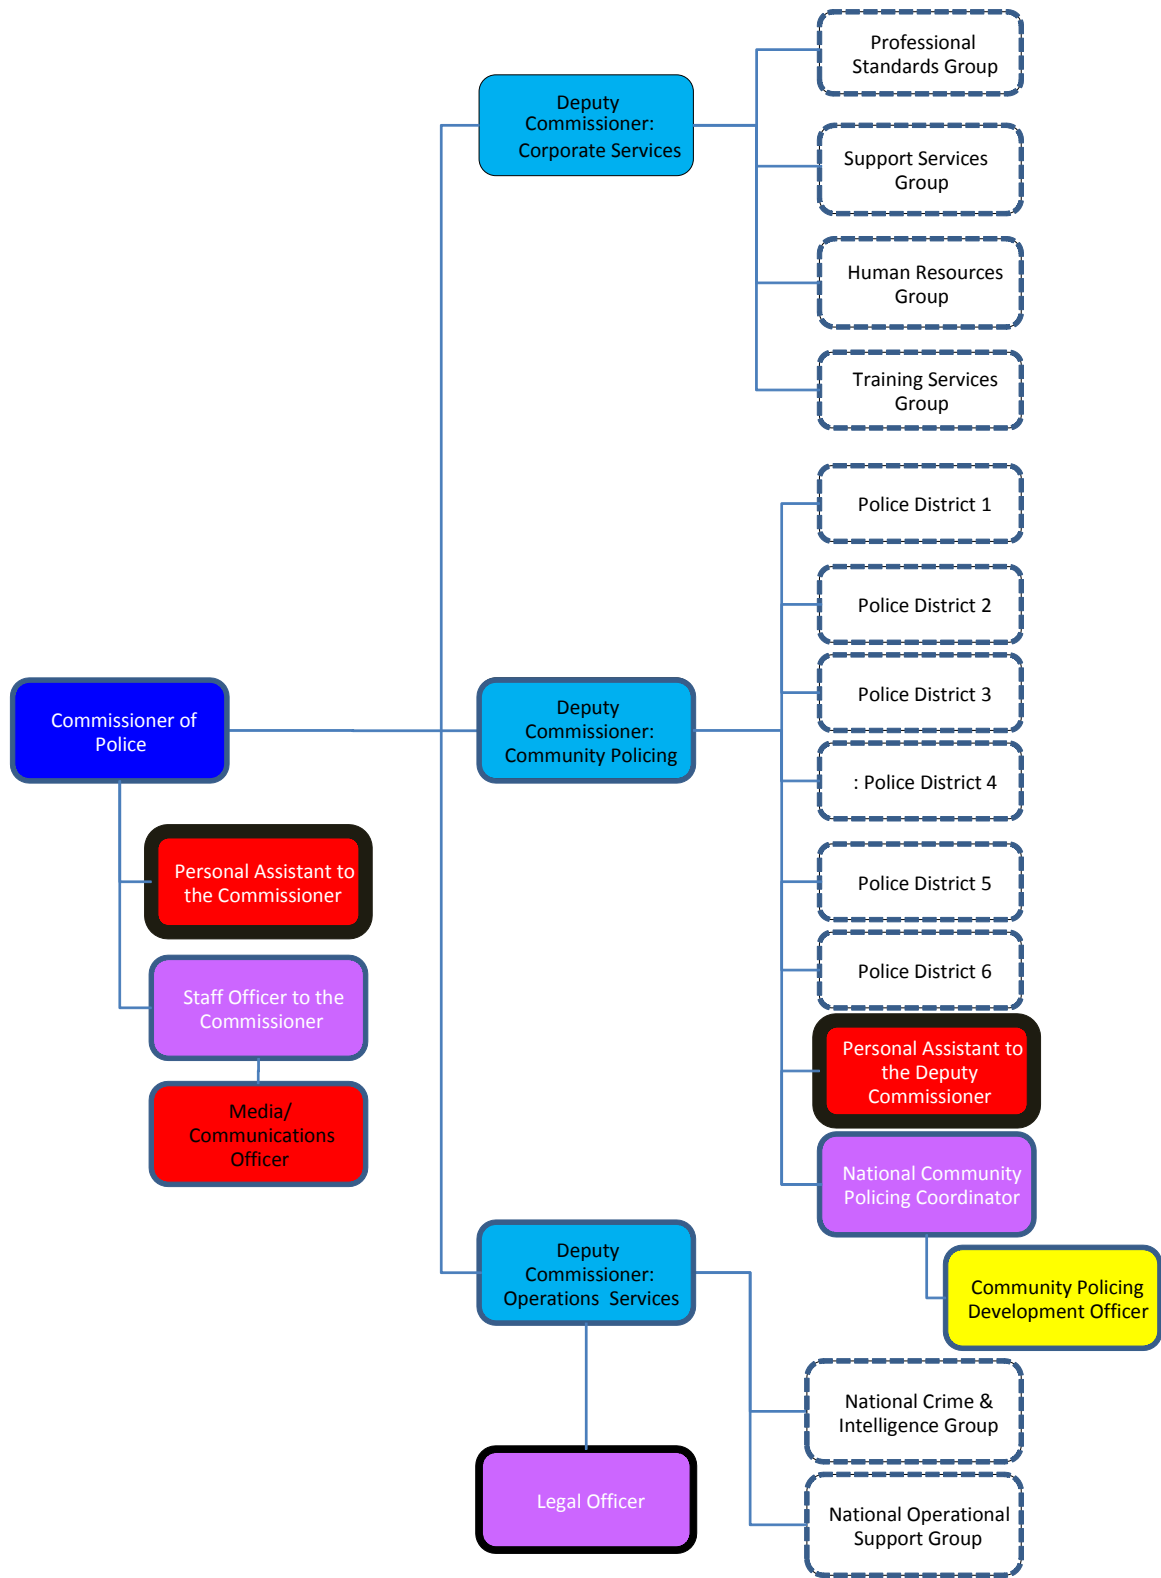 Professional
Standards Group
Deputy
Commissioner:
Corporate Services
Support Services
Group
Human Resources
Group
Training Services
Group
Police District 1
Police District 2
Police District 3
Commissioner of
Police
Deputy
Commissioner:
Community Policing
: Police District 4
Personal Assistant to
the Commissioner
Police District 5
Police District 6
Staff Officer to the
Commissioner
Personal Assistant to
the Deputy
Commissioner
Media/
Communications
Officer
National Community
Policing Coordinator
Deputy
Commissioner:
Operations  Services
Community Policing
Development Officer
National Crime &
Intelligence Group
Legal Officer
National Operational
Support Group